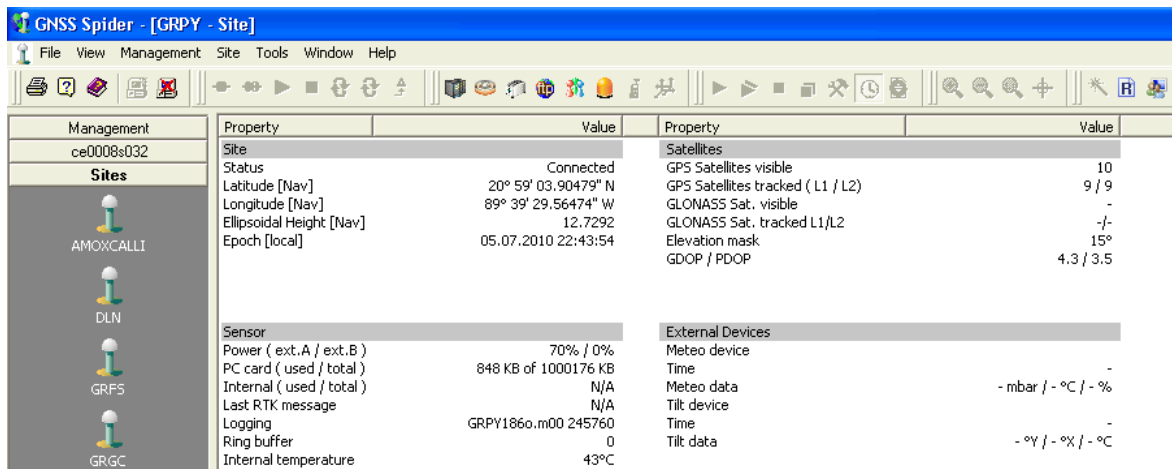 GNSS Spider - [GRPY - Site]
File View Management Site Tools Window Help
Management
ce0008s032
Sites
AMOXCALLI
DLN
GRFS
GRGC
Property Value
Site
Status Connected
Latitude [Nav] 20° 59' 03.90479" N
Longitude [Nav] 89° 39' 29.56474" W
Ellipsoidal Height [Nav] 12.7292
Epoch [local] 05.07.2010 22:43:54
Sensor
Power ( ext.A / ext.B ) 70% / 0%
PC card ( used / total ) 848 KB of 1000176 KB
Internal ( used / total ) N/A
Last RTK message N/A
Logging GRPY186o.m00 245760
Ring buffer 0
Internal temperature 43°C
Property Value
Satellites
GPS Satellites visible 10
GPS Satellites tracked ( L1 / L2) 9 / 9
GLONASS Sat. visible -
GLONASS Sat. tracked L1/L2 -/-
Elevation mask 15°
GDOP / PDOP 4.3 / 3.5
External Devices
Meteo device
Time -
Meteo data - mbar / - °C / - %
Tilt device
Time -
Tilt data - °Y / - °X / - °C